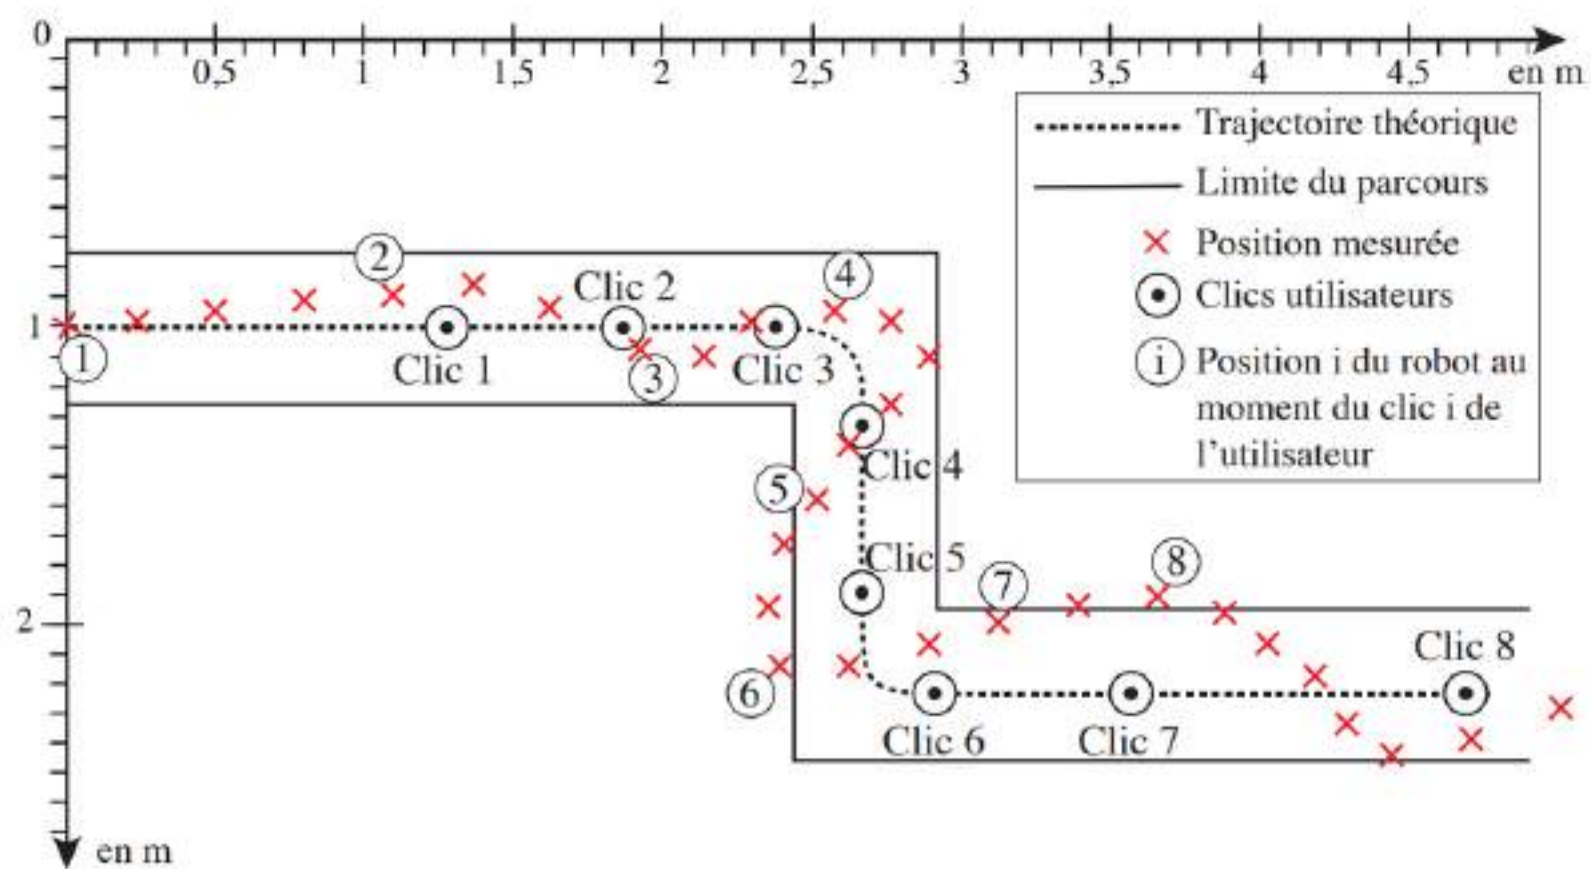 0
0,5 1 1,5 2 2,5 3 3,5 4 4,5 en m
Trajectoire théorique
Limite du parcours
Position mesurée
Clics utilisateurs
i Position i du robot au
moment du clic i de
l'utilisateur
2 4
Clic 2
1
1 Clic 1 3 Clic 3
Clic 4
5
Clic 5
7 8
2
Clic 8
6
Clic 6 Clic 7
en m